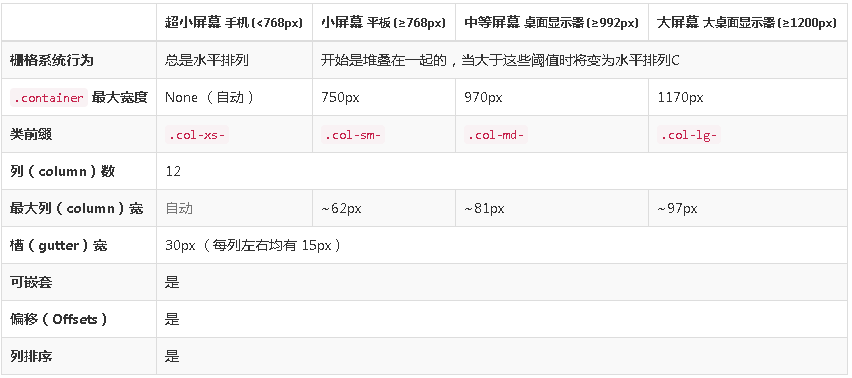 超小屏幕 手机 (<768px) 小屏幕 平板 (≥768px) 中等屏幕 桌面显示器 (≥992px) 大屏幕 大桌面显示器 (≥1200px)
栅格系统行为 总是水平排列 开始是堆叠在一起的，当大于这些阈值时将变为水平排列C
.container 最大宽度 None （自动） 750px 970px 1170px
类前缀 .col-xs- .col-sm- .col-md- .col-lg-
列（column）数 12
最大列（column）宽 自动 ~62px ~81px ~97px
槽（gutter）宽 30px （每列左右均有 15px）
可嵌套 是
偏移（Offsets） 是
列排序 是